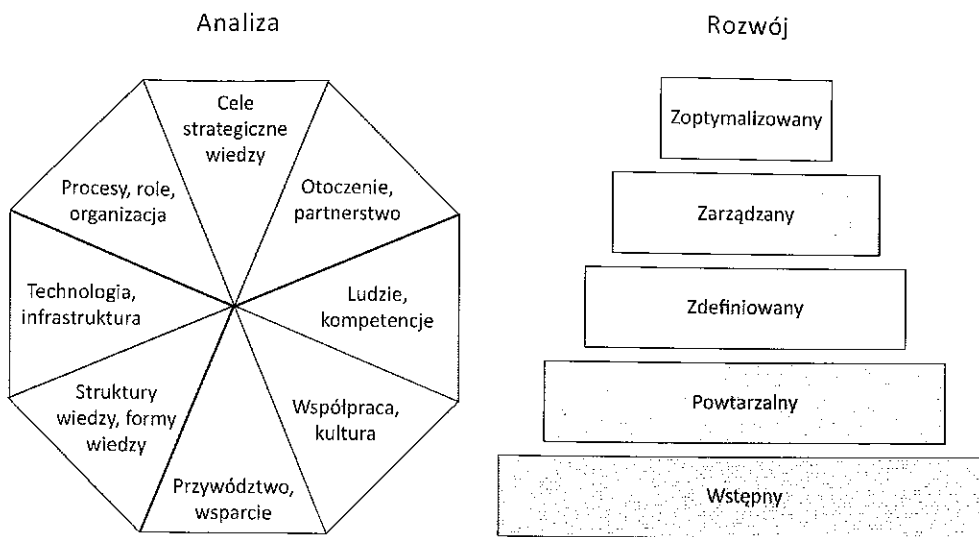 Analiza
Cele
strategiczne
wiedzy
Otoczenie,
partnerstwo
Ludzie,
kompetencje
Współpraca,
kultura
Przywództwo,
wsparcie
Struktury
wiedzy, formy
wiedzy
Technologia,
infrastruktura
Procesy, role,
organizacja
Rozwój
Zoptymalizowany
Zarządzany
Zdefiniowany
Powtarzalny
Wstępny